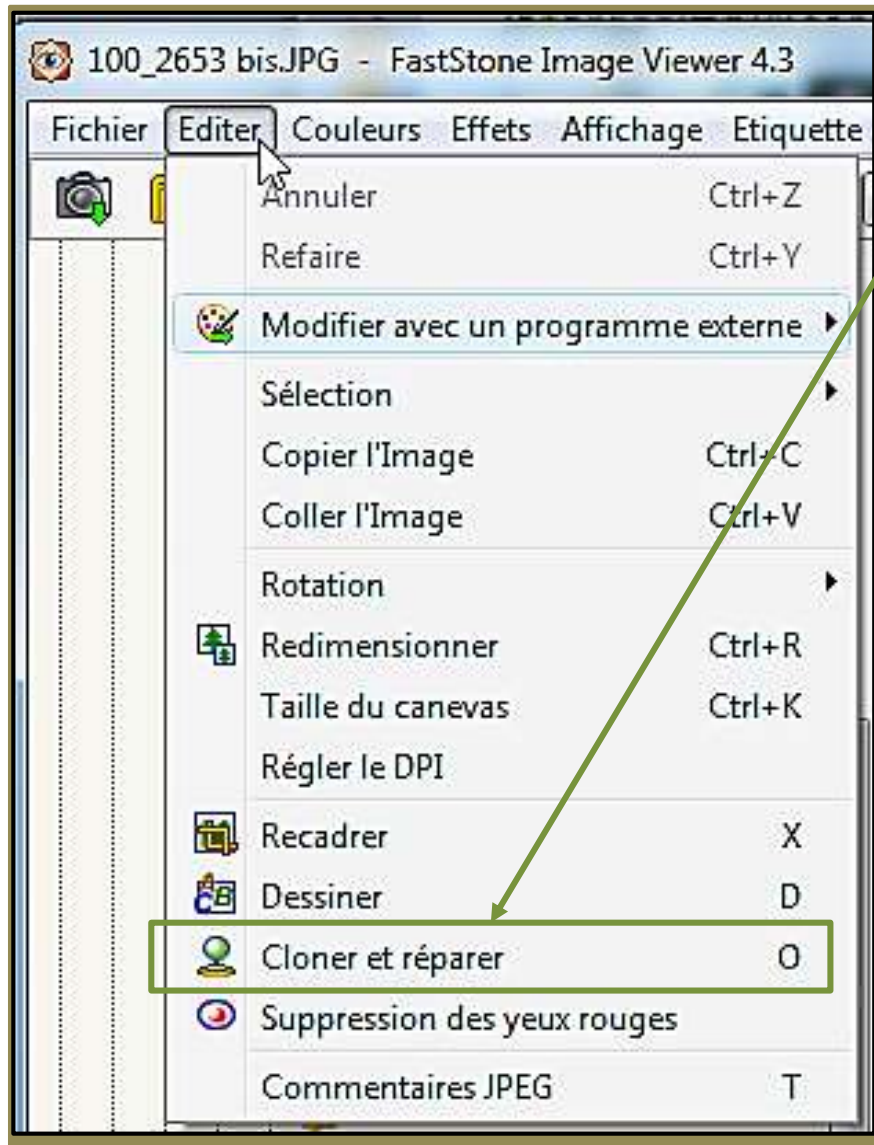 100_2653 bis.JPG - FastStone Image Viewer 4.3
Fichier Editer Couleurs Effets Affichage Etiquette
Annuler Ctrl+Z
Refaire Ctrl+Y
Modifier avec un programme externe
Sélection
Copier l'Image Ctrl+C
Coller l'Image Ctrl+V
Rotation
Redimensionner Ctrl+R
Taille du canevas Ctrl+K
Régler le DPI
Recadrer X
Dessiner D
Cloner et réparer O
Suppression des yeux rouges
Commentaires JPEG T